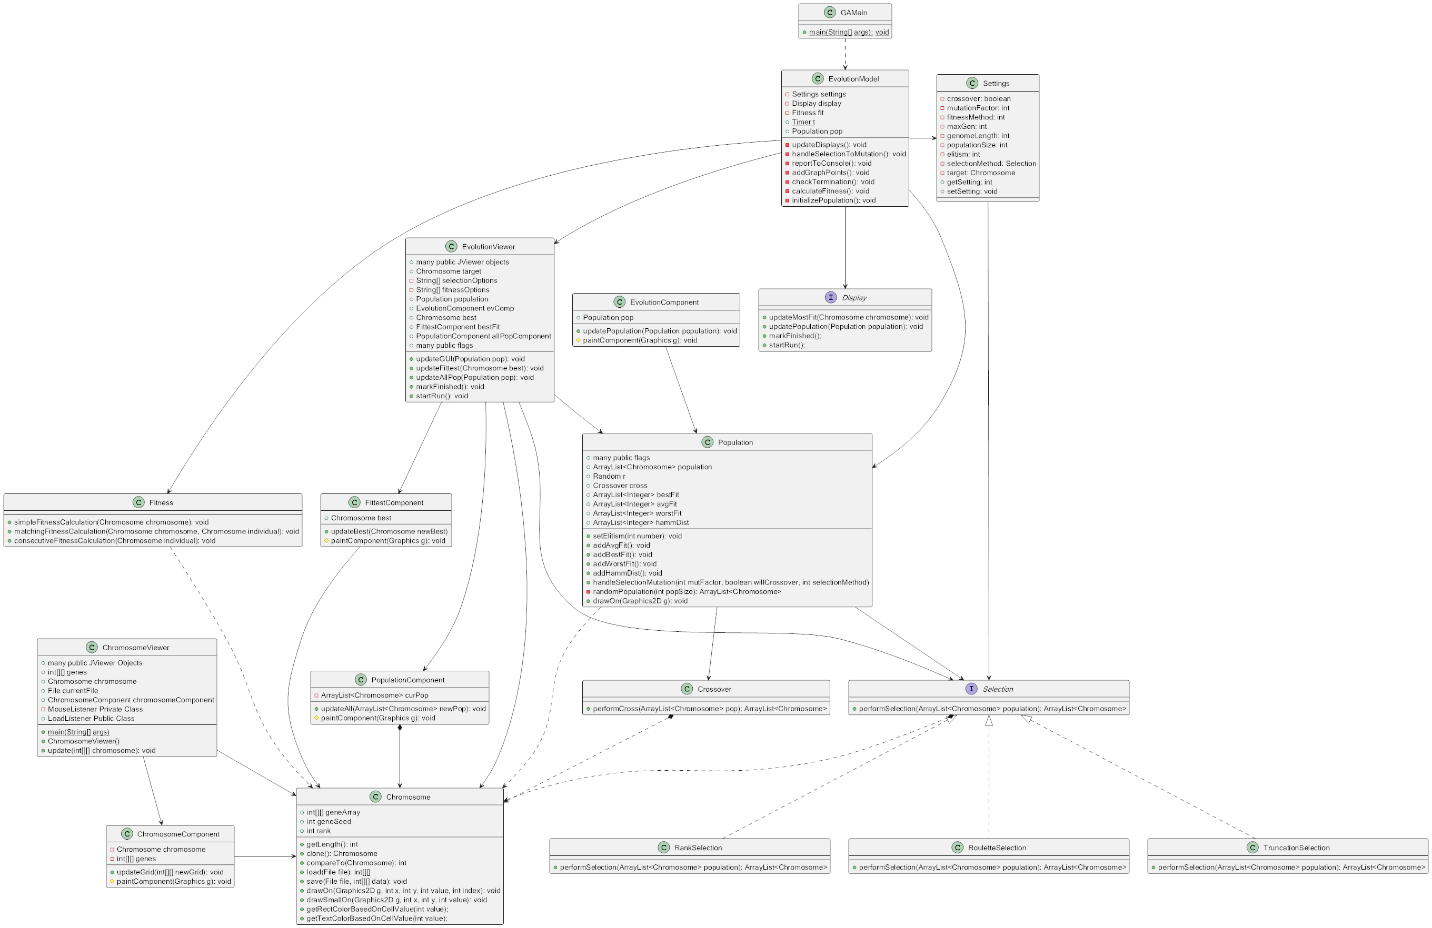 C GAMain
main(String[] args): void
C EvolutionModel
Settings settings
Display display
Fitness fit
Timer t
Population pop
updateDisplays(): void
handleSelectionToMutation(): void
reportToConsole(): void
addGraphPoints(): void
checkTermination(): void
calculateFitness(): void
initializePopulation(): void
C Settings
crossover: boolean
mutationFactor: int
fitnessMethod: int
maxGen: int
genomeLength: int
populationSize: int
elitism: int
selectionMethod: Selection
target: Chromosome
getSetting: int
setSetting: void
C EvolutionViewer
many public JViewer objects
Chromosome target
String[] selectionOptions
String[] fitnessOptions
Population population
EvolutionComponent evComp
Chromosome best
FittestComponent bestFit
PopulationComponent allPopComponent
many public flags
updateGUI(Population pop): void
updateFittest(Chromosome best): void
updateAllPop(Population pop): void
markFinished(): void
startRun(): void
C EvolutionComponent
Population pop
updatePopulation(Population population): void
paintComponent(Graphics g): void
I Display
updateMostFit(Chromosome chromosome): void
updatePopulation(Population population): void
markFinished();
startRun();
C Population
many public flags
ArrayList<Chromosome> population
Random r
Crossover cross
ArrayList<Integer> bestFit
ArrayList<Integer> avgFit
ArrayList<Integer> worstFit
ArrayList<Integer> hammDist
setElitism(int number): void
addAvgFit(): void
addBestFit(): void
addWorstFit(): void
addHammDist(): void
handleSelectionMutation(int mutFactor, boolean willCrossover, int selectionMethod)
randomPopulation(int popSize): ArrayList<Chromosome>
drawOn(Graphics2D g): void
C Fitness
simpleFitnessCalculation(Chromosome chromosome): void
matchingFitnessCalculation(Chromosome chromosome, Chromosome individual): void
consecutiveFitnessCalculation(Chromosome individual): void
C FittestComponent
Chromosome best
updateBest(Chromosome newBest)
paintComponent(Graphics g): void
C ChromosomeViewer
many public JViewer Objects
int[][] genes
Chromosome chromosome
File currentFile
ChromosomeComponent chromosomeComponent
MouseListener Private Class
LoadListener Public Class
main(String[] args)
ChromosomeViewer()
update(int[][] chromosome): void
C PopulationComponent
ArrayList<Chromosome> curPop
updateAll(ArrayList<Chromosome> newPop): void
paintComponent(Graphics g): void
C Crossover
performCross(ArrayList<Chromosome> pop): ArrayList<Chromosome>
I Selection
performSelection(ArrayList<Chromosome> population): ArrayList<Chromosome>
C ChromosomeComponent
Chromosome chromosome
int[][] genes
updateGrid(int[][] newGrid): void
paintComponent(Graphics g): void
C Chromosome
int[][] geneArray
int geneSeed
int rank
getLength(): int
clone(): Chromosome
compareTo(Chromosome): int
load(File file): int[][]
save(File file, int[][] data): void
drawOn(Graphics2D g, int x, int y, int value, int index): void
drawSmallOn(Graphics2D g, int x, int y, int value): void
getRectColorBasedOnCellValue(int value);
getTextColorBasedOnCellValue(int value);
C RankSelection
performSelection(ArrayList<Chromosome> population): ArrayList<Chromosome>
C RouletteSelection
performSelection(ArrayList<Chromosome> population): ArrayList<Chromosome>
C TruncationSelection
performSelection(ArrayList<Chromosome> population): ArrayList<Chromosome>